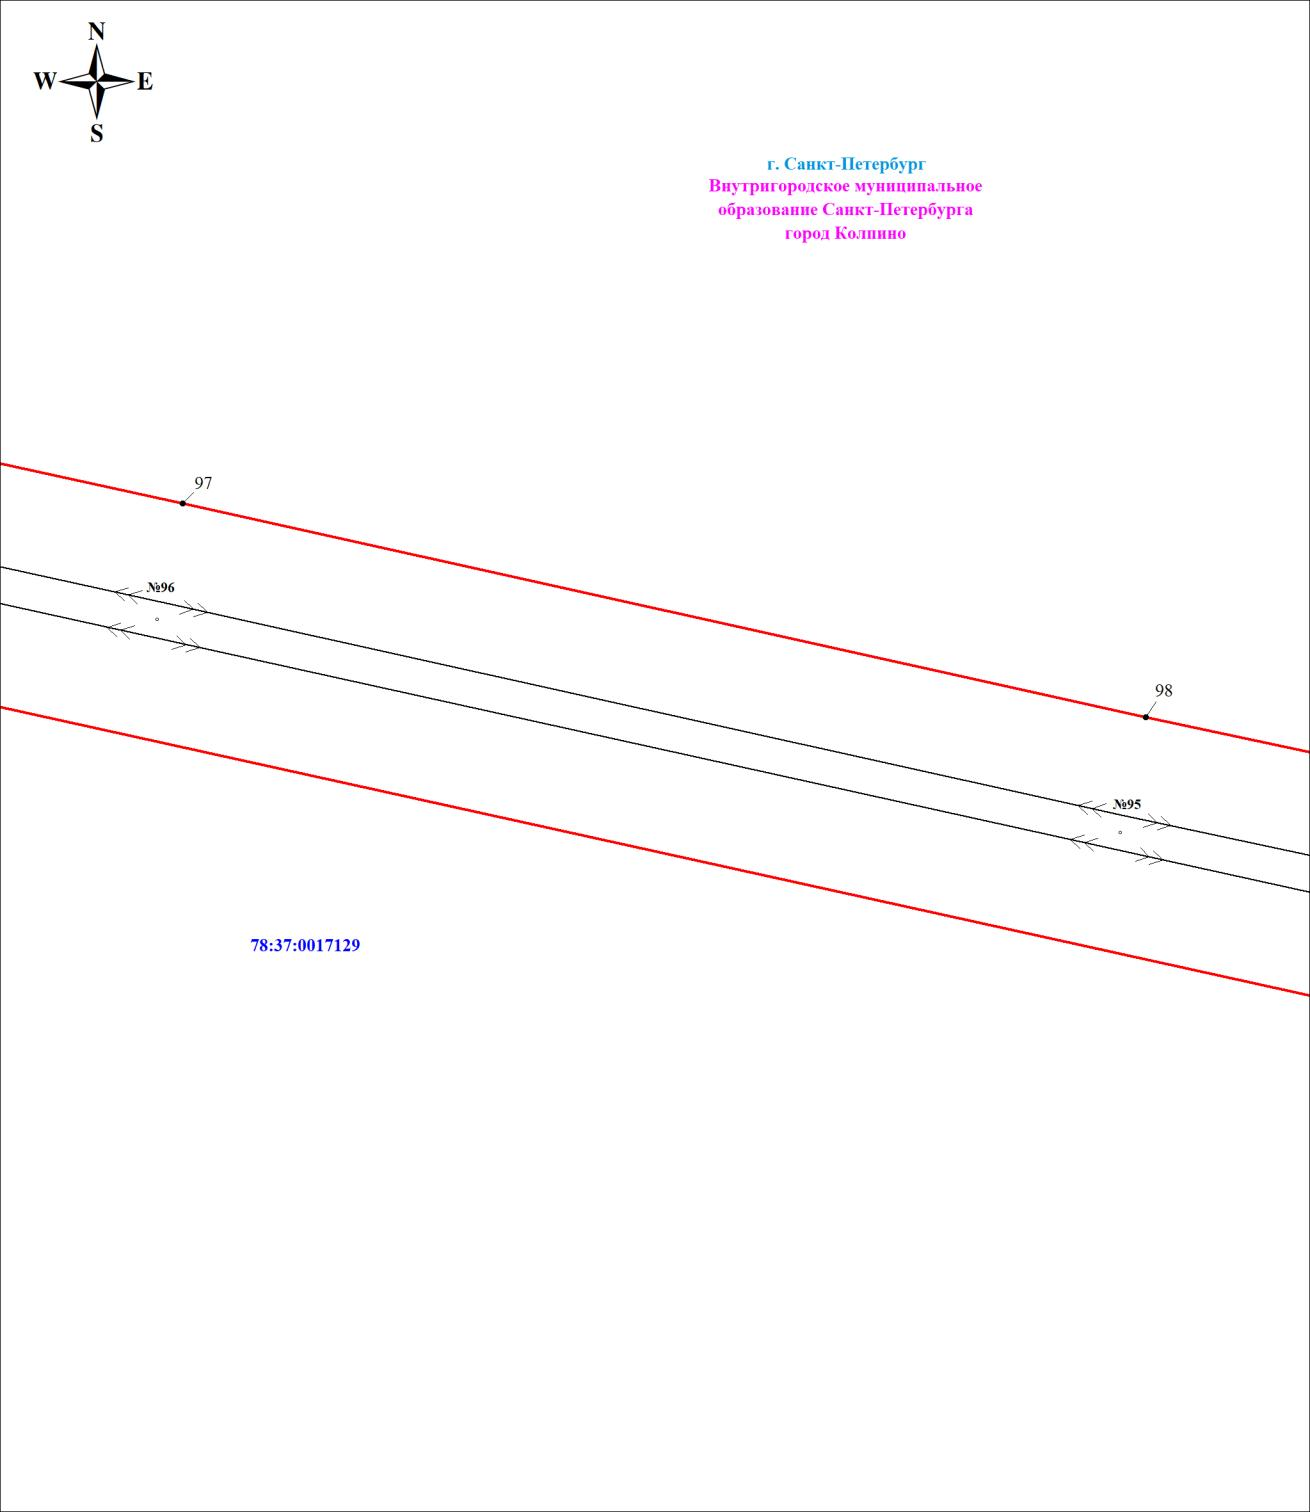 N
W E
S
г. Санкт-Петербург
Внутригородское муниципальное
образование Санкт-Петербурга
город Колпино
97
№96
98
№95
78:37:0017129